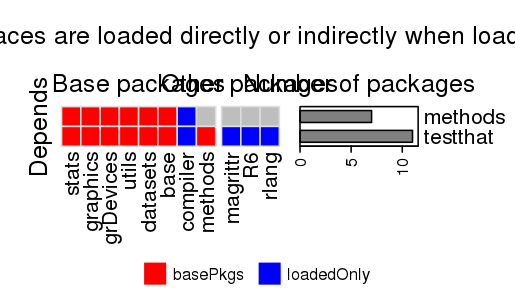 aces are loaded directly or indirectly when load
Base packages Other packages Number of packages
Depends
methods
testthat
0 5 10
stats
graphics
grDevices
utils
datasets
base
compiler
methods
magrittr
R6
rlang
basePkgs loadedOnly